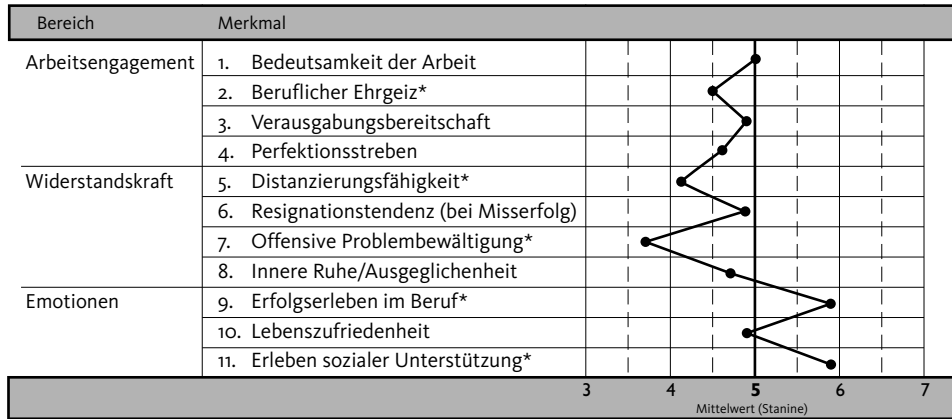 Bereich Merkmal
Arbeitsengagement 1. Bedeutsamkeit der Arbeit
2. Beruflicher Ehrgeiz*
3. Verausgabungsbereitschaft
4. Perfektionsstreben
Widerstandskraft 5. Distanzierungsfähigkeit*
6. Resignationstendenz (bei Misserfolg)
7. Offensive Problembewältigung*
8. Innere Ruhe/Ausgeglichenheit
Emotionen 9. Erfolgserleben im Beruf*
10. Lebenszufriedenheit
11. Erleben sozialer Unterstützung*
3 4 5 6 7
Mittelwert (Stanine)